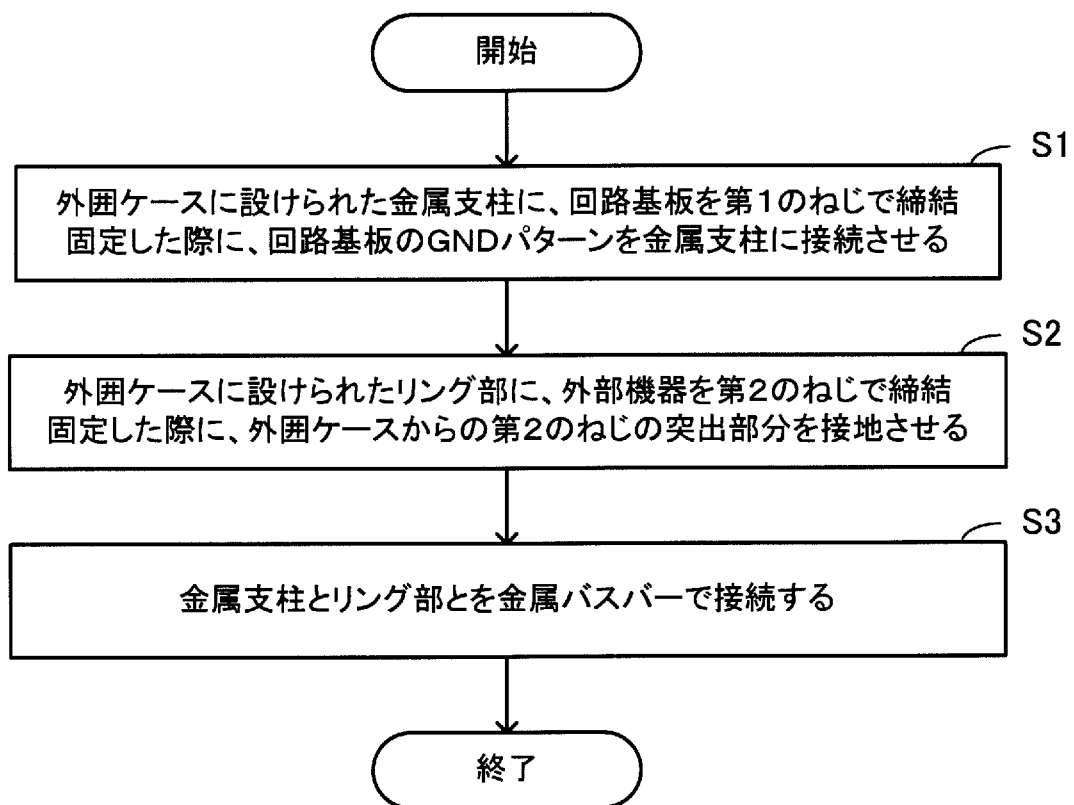 開始
S1
外囲ケースに設けられた金属支柱に、回路基板を第1のねじで締結
固定した際に、回路基板のGNDパターンを金属支柱に接続させる
S2
外囲ケースに設けられたリング部に、外部機器を第2のねじで締結
固定した際に、外囲ケースからの第2のねじの突出部分を接地させる
S3
金属支柱とリング部とを金属バスバーで接続する
終了